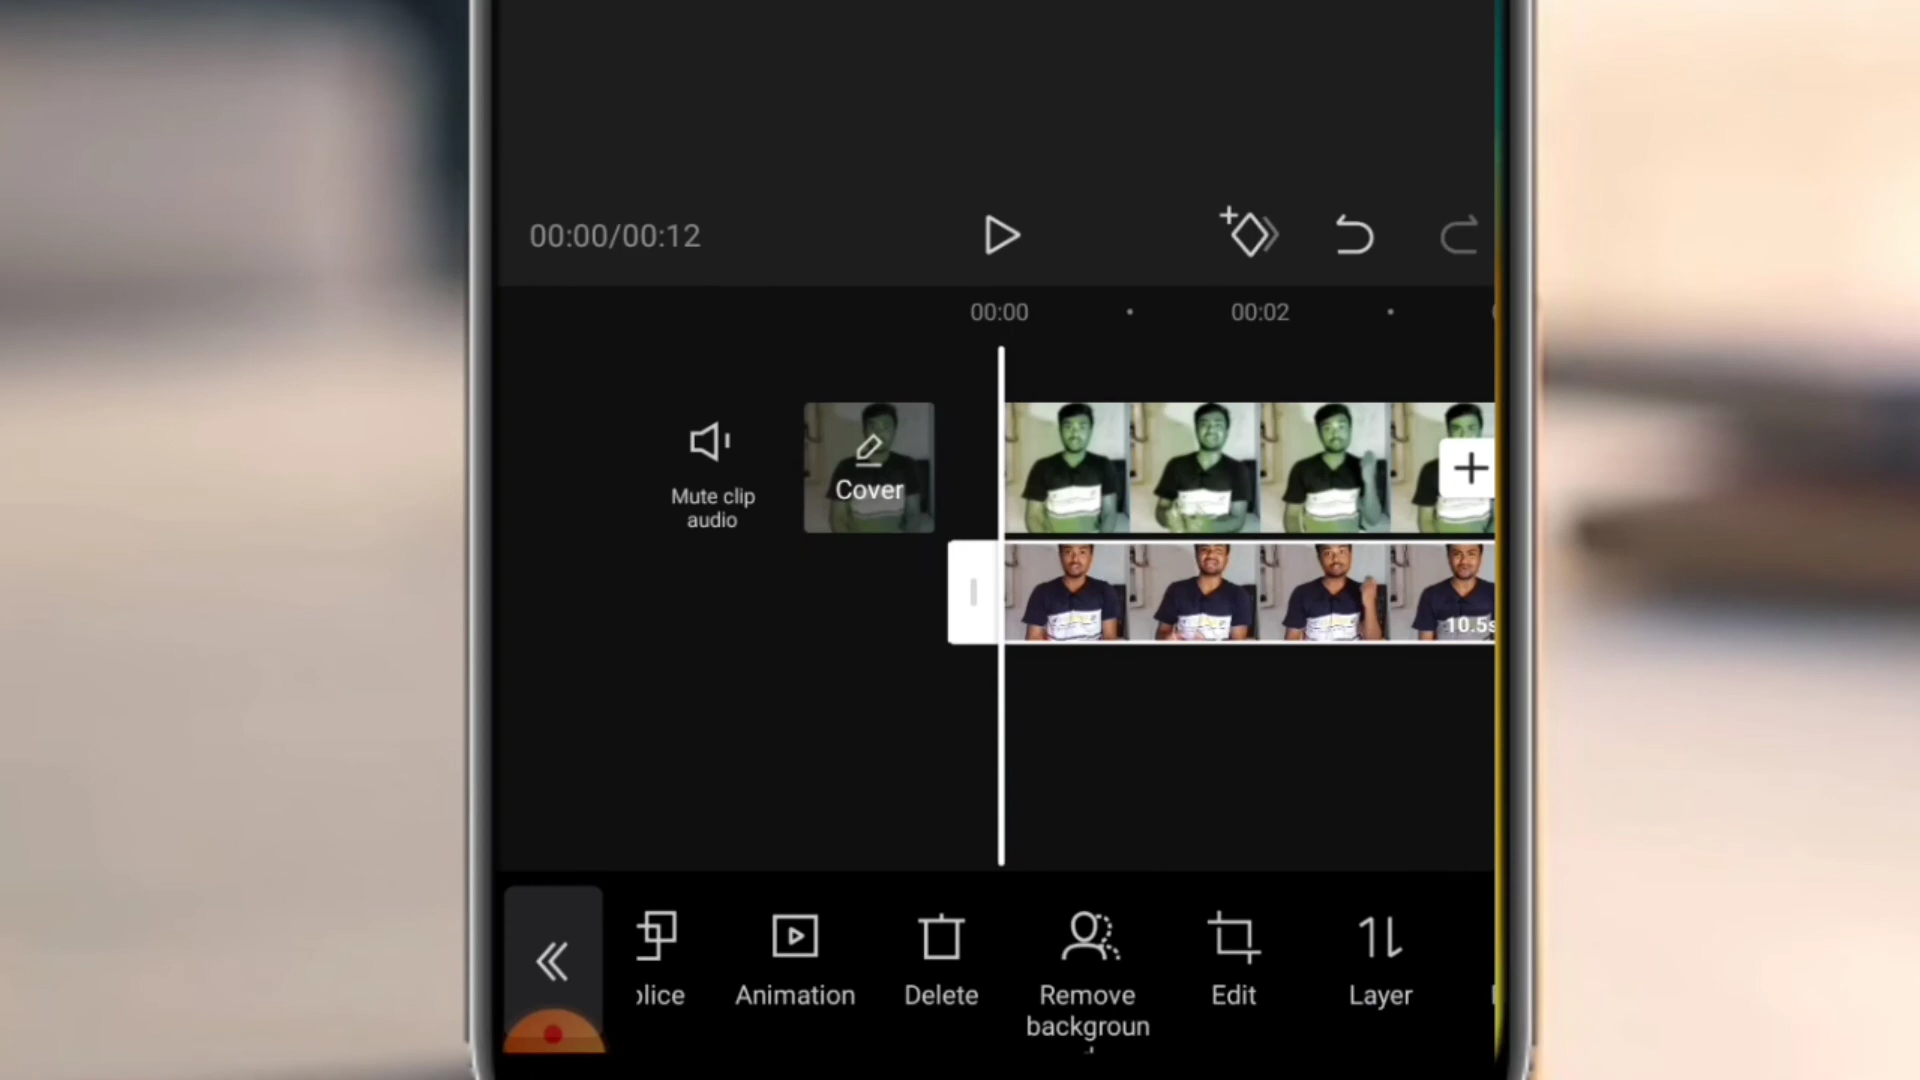 00:00/00:12
00:00
00:02
Mute clip
audio
Cover
10.5s
plice
Animation
Delete
Remove
backgroun
Edit
Layer